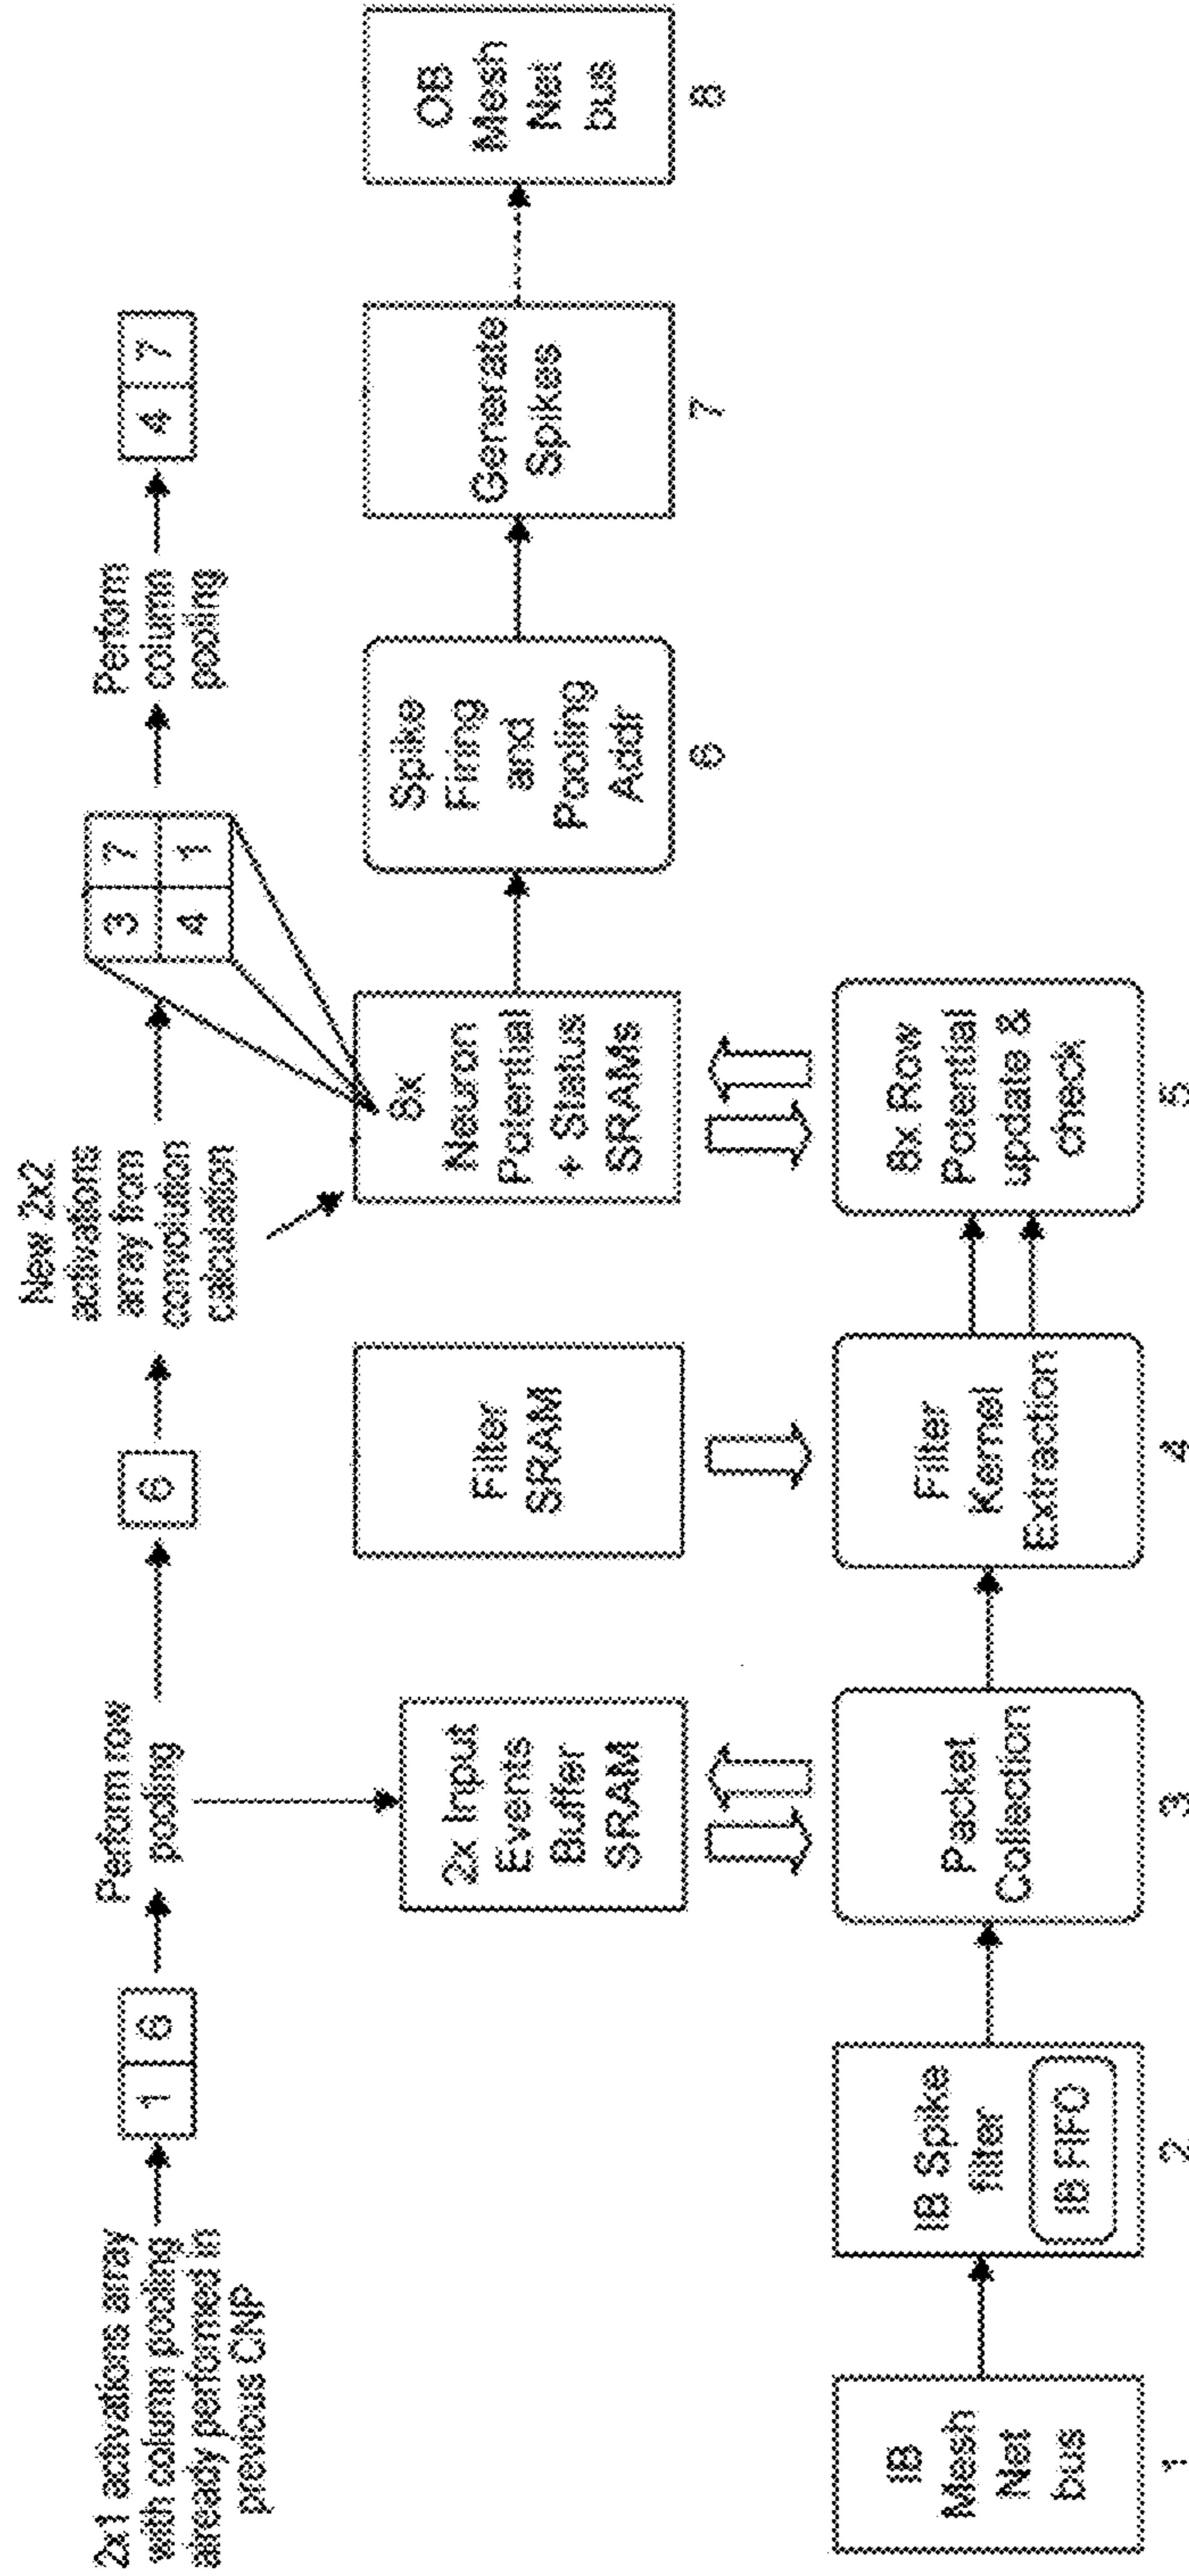 2x1 activations array
with column pooling
already performed in
previous CNP
1 6
Perform row
pooling
6
New 2x2
activations
array from
convolution
calculation
3 7
4 1
Perform
column
pooling
4 7
2x Input
Events
Buffer
SRAM
Filter
SRAM
8x
Neuron
Potential
+ Status
SRAMs
Spike
Firing
and
Pooling
Addr
6
Generate
Spikes
7
OB
Mesh
Net
bus
8
IB
Mesh
Net
bus
1
IB Spike
filter
IB FIFO
2
Packet
Collection
3
Filter
Kernel
Extraction
4
8x Row
Potential
update &
check
5